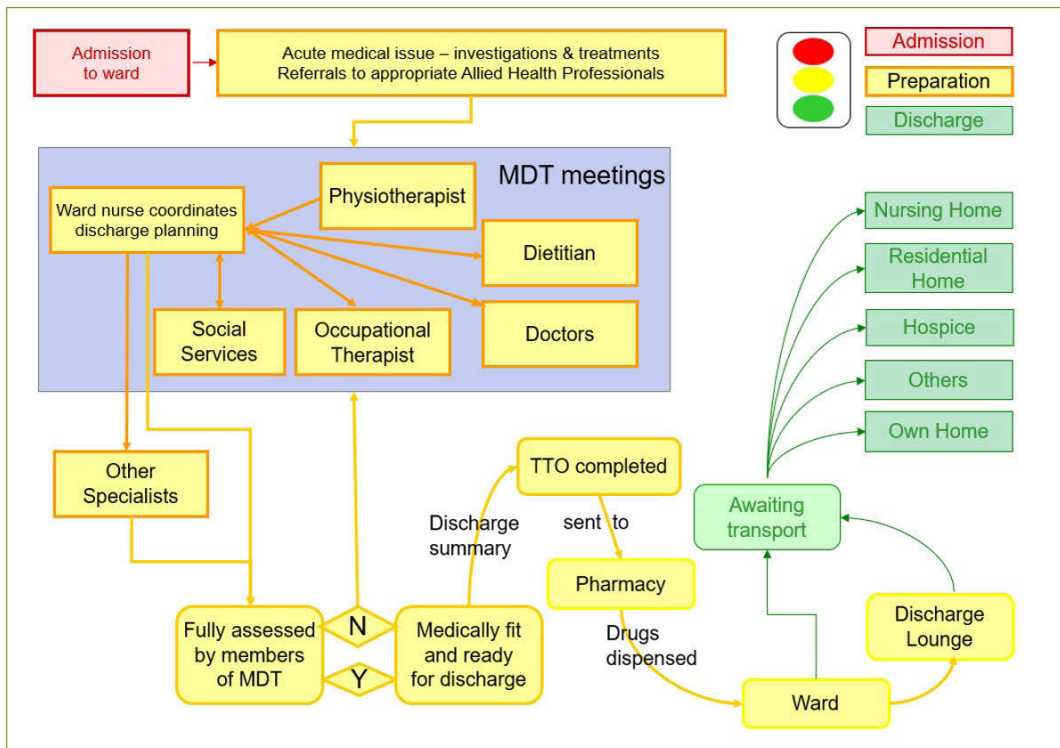 Admission
to ward
Acute medical issue – investigations & treatments
Referrals to appropriate Allied Health Professionals
Admission
Preparation
Discharge
MDT meetings
Ward nurse coordinates
discharge planning
Physiotherapist
Dietitian
Social
Services
Occupational
Therapist
Doctors
Nursing Home
Residential
Home
Hospice
Others
Own Home
Other
Specialists
TTO completed
Discharge
summary
sent to
Pharmacy
Awaiting
transport
Fully assessed
by members
of MDT
N
Y
Medically fit
and ready
for discharge
Drugs
dispensed
Ward
Discharge
Lounge